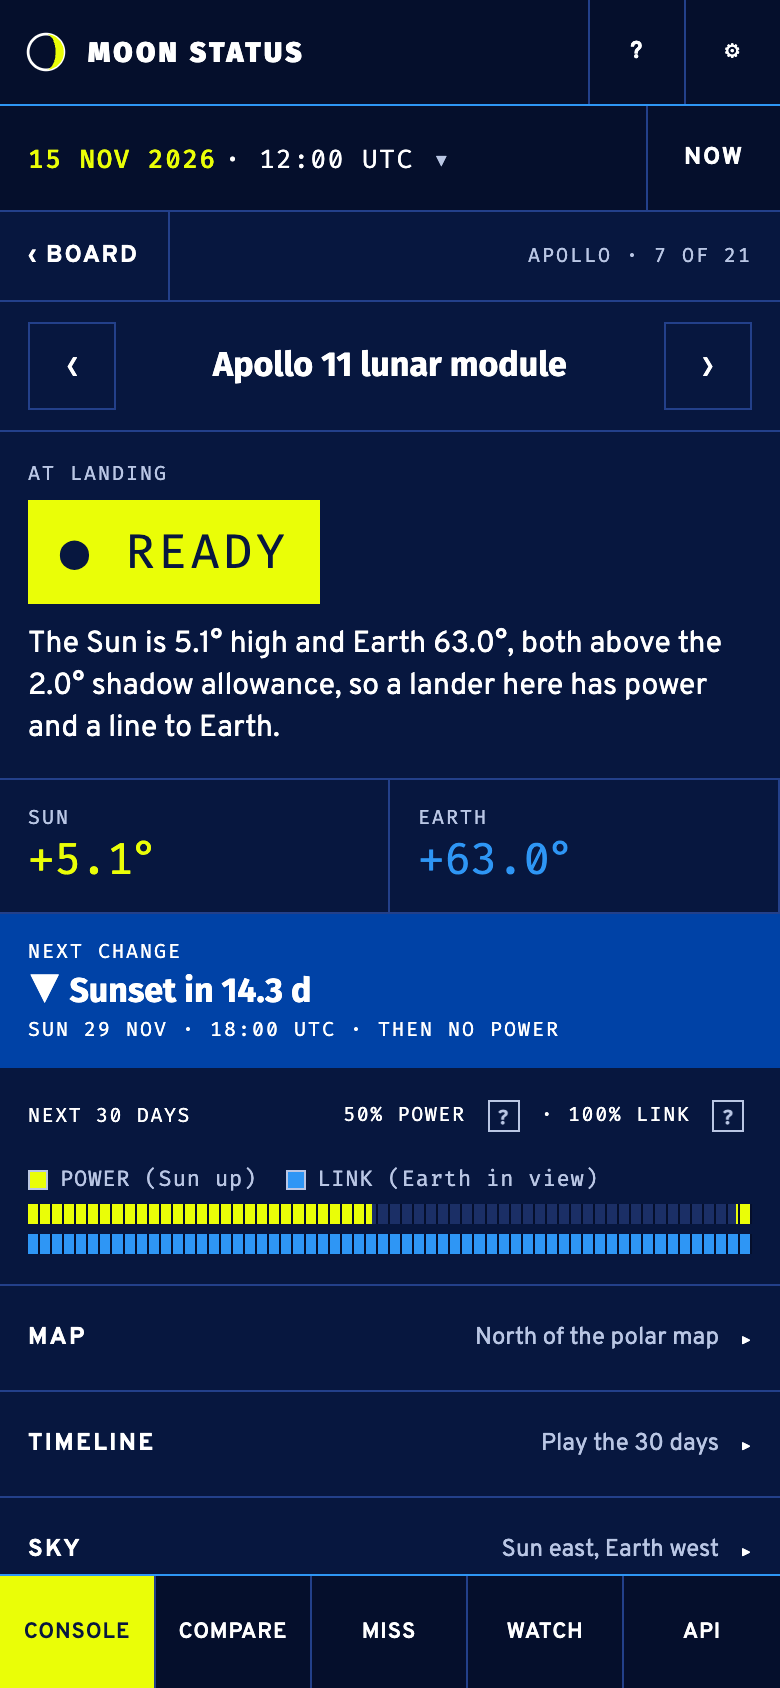 MOON STATUS ? ⚙
15 NOV 2026 · 12:00 UTC ▼ NOW
‹ BOARD APOLLO · 7 OF 21
‹ Apollo 11 lunar module ›
AT LANDING
● READY
The Sun is 5.1° high and Earth 63.0°, both above the
2.0° shadow allowance, so a lander here has power
and a line to Earth.
SUN EARTH
+5.1° +63.0°
NEXT CHANGE
▼ Sunset in 14.3 d
SUN 29 NOV · 18:00 UTC · THEN NO POWER
NEXT 30 DAYS 50% POWER ? · 100% LINK ?
POWER (Sun up) LINK (Earth in view)
MAP North of the polar map ▸
TIMELINE Play the 30 days ▸
SKY Sun east, Earth west ▸
CONSOLE COMPARE MISS WATCH API